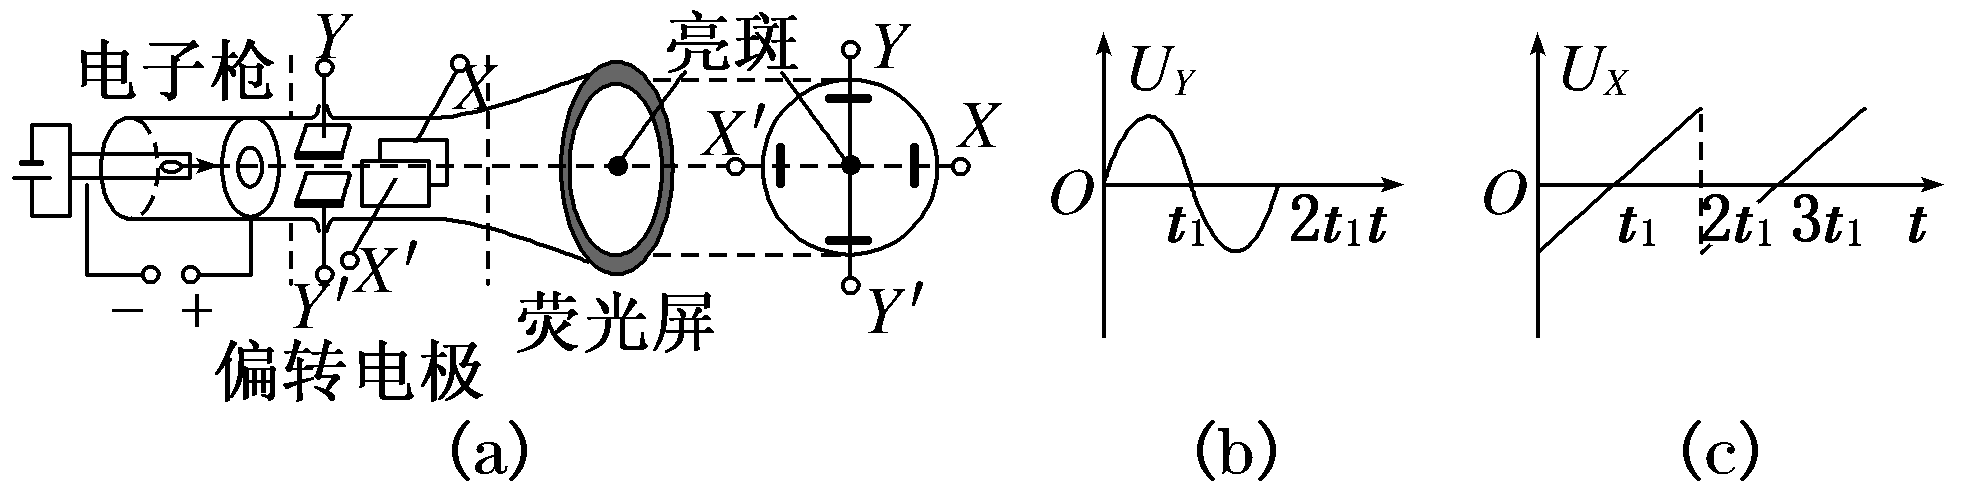 电子枪
Y
X
亮斑
Y
X′
X
Y′
Y′
X′
− +
偏转电极
荧光屏
(a)
U_Y
O
t₁
2t₁
t
(b)
U_X
O
t₁
2t₁
3t₁
t
(c)